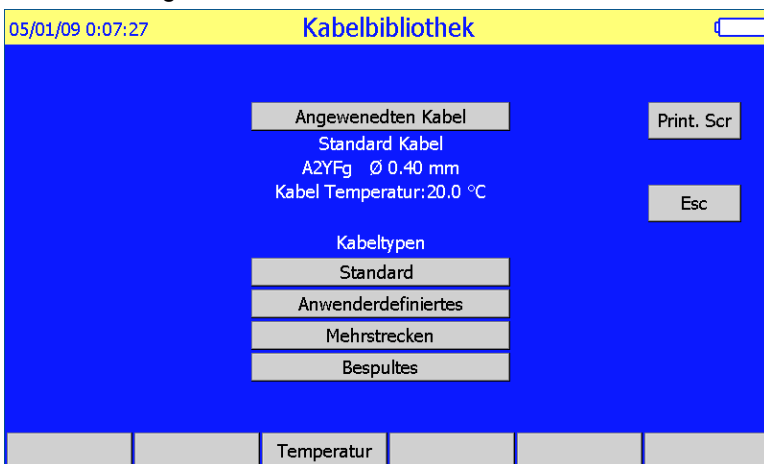 05/01/09 0:07:27 Kabelbibliothek
Angewenedten Kabel
Print. Scr
Standard Kabel
A2YFg Ø 0.40 mm
Kabel Temperatur:20.0 °C
Esc
Kabeltypen
Standard
Anwenderdefiniertes
Mehrstrecken
Bespultes
Temperatur